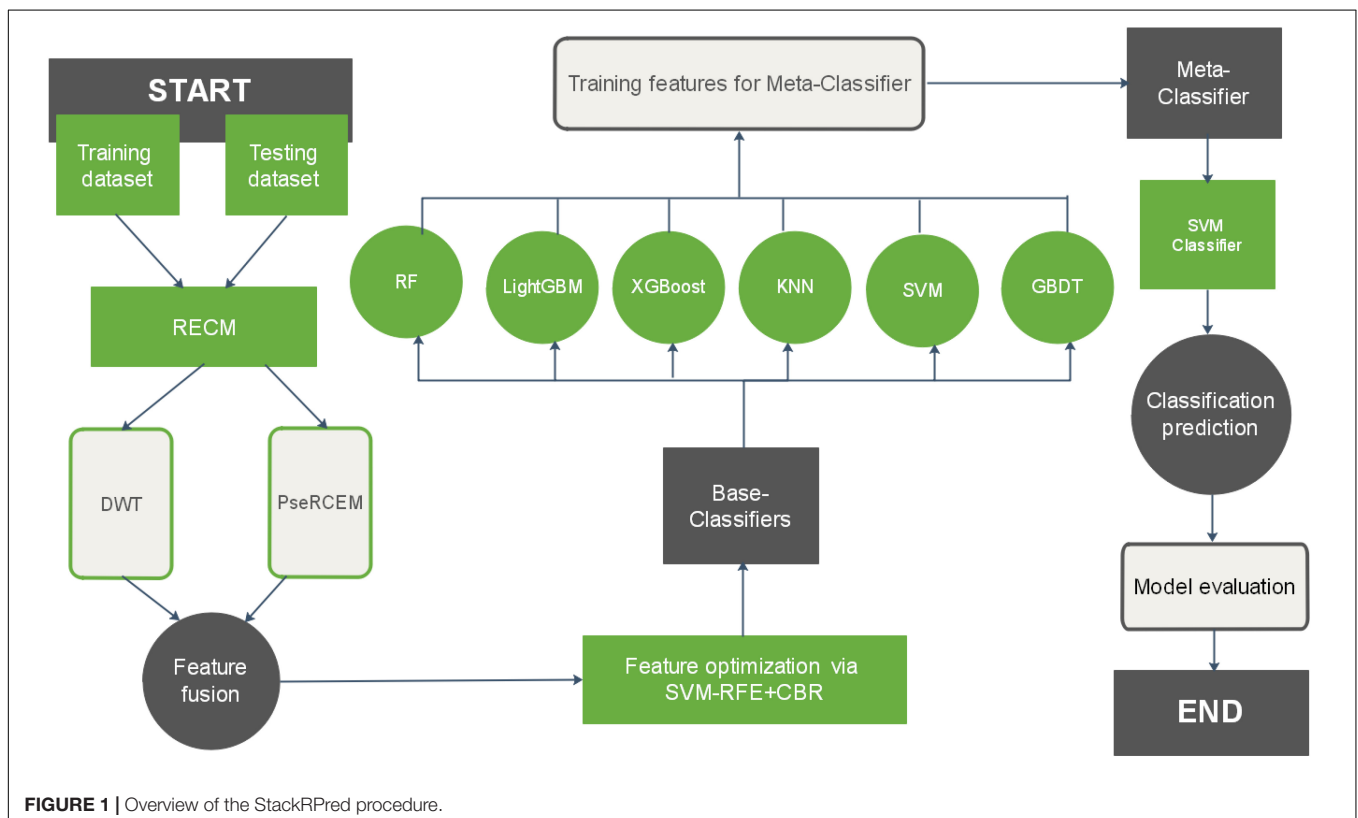 START
Training
dataset
Testing
dataset
RECM
DWT
PseRCEM
Feature
fusion
Feature optimization via
SVM-RFE+CBR
Base-
Classifiers
RF
LightGBM
XGBoost
KNN
SVM
GBDT
Training features for Meta-Classifier
Meta-
Classifier
SVM
Classifier
Classification
prediction
Model evaluation
END
FIGURE 1 | Overview of the StackRPred procedure.